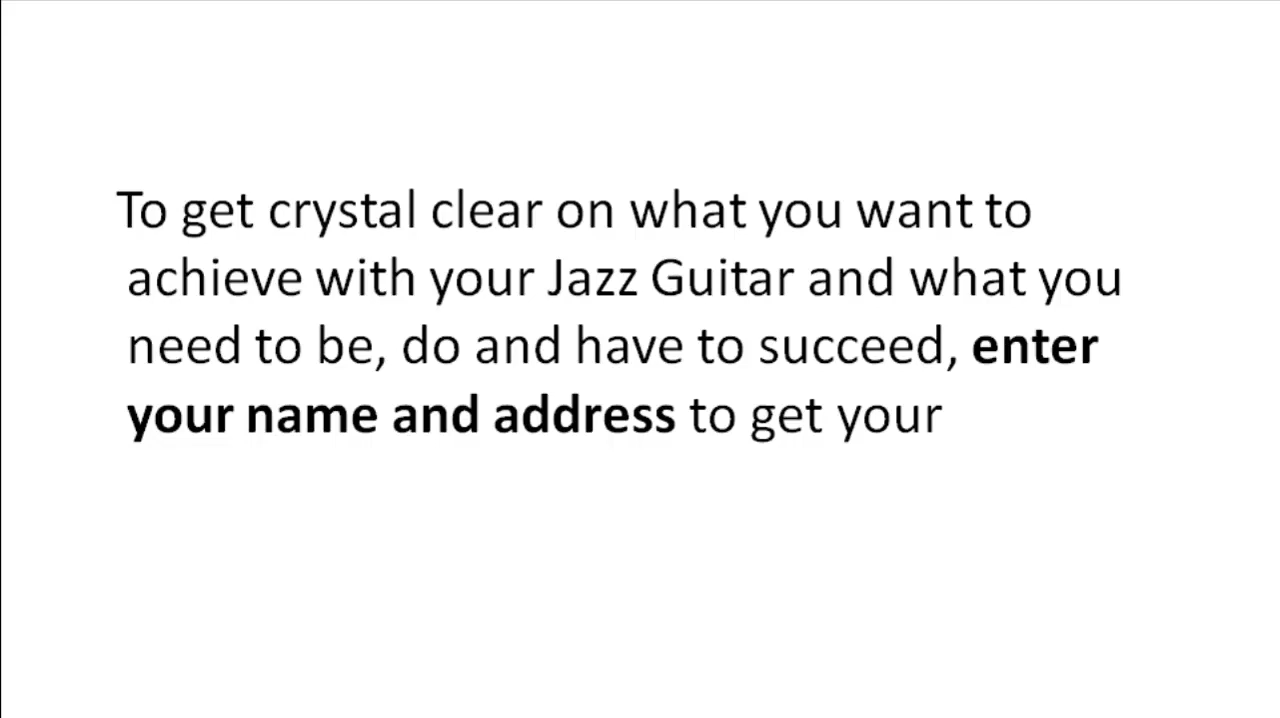 To get crystal clear on what you want to
achieve with your Jazz Guitar and what you
need to be, do and have to succeed, enter
your name and address to get your